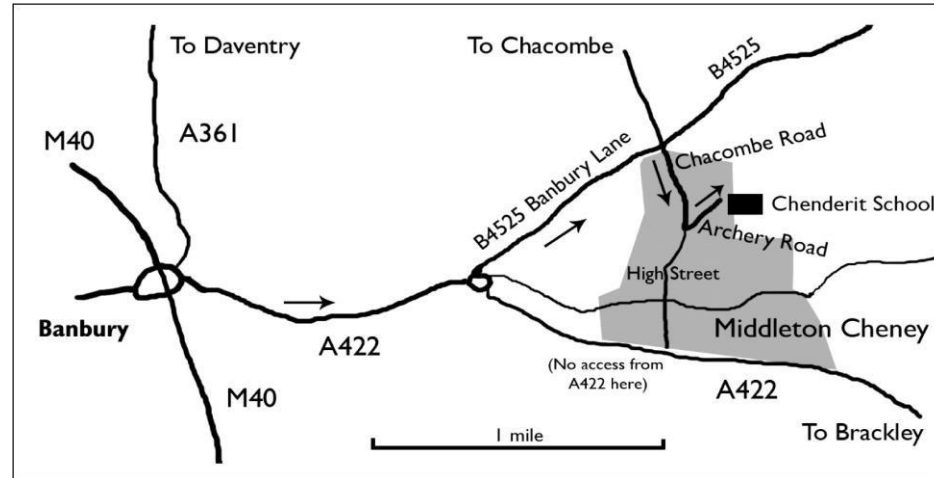 To Daventry
To Chacombe
B4525
M40
A361
Chacombe Road
B4525 Banbury Lane
Chenderit School
Archery Road
High Street
Banbury
Middleton Cheney
A422
(No access from
A422 here)
A422
M40
1 mile
To Brackley